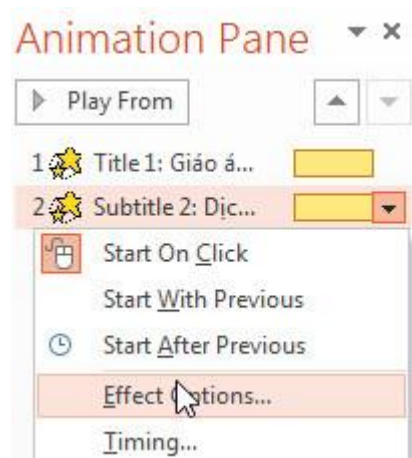 Animation Pane
Play From
1 Title 1: Giáo á...
2 Subtitle 2: Dịc...
Start On Click
Start With Previous
Start After Previous
Effect Options...
Timing...